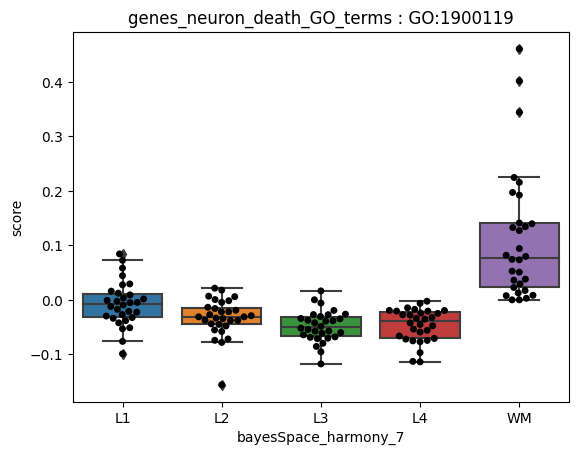 genes_neuron_death_GO_terms : GO:1900119
0.4
0.3
0.2
0.1
0.0
−0.1
score
L1 L2 L3 L4 WM
bayesSpace_harmony_7